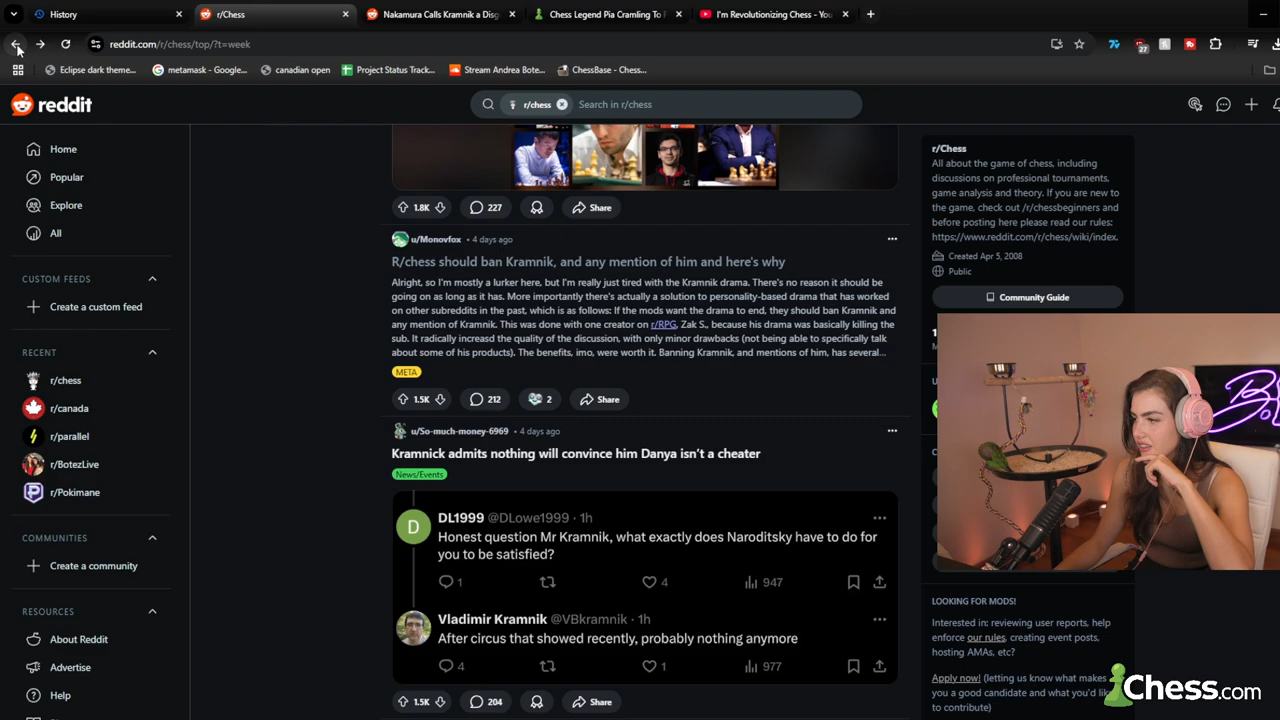 History
r/Chess
Nakamura Calls Kramnik a Disg
Chess Legend Pia Cramling To F
I'm Revolutionizing Chess - You
reddit.com/r/chess/top/?t=week
27
Eclipse dark theme...
metamask - Google...
canadian open
Project Status Track...
Stream Andrea Bote...
ChessBase - Chess...
reddit
r/chess
Search in r/chess
Home
Popular
Explore
All
CUSTOM FEEDS
Create a custom feed
RECENT
r/chess
r/canada
r/parallel
r/BotezLive
r/Pokimane
COMMUNITIES
Create a community
RESOURCES
About Reddit
Advertise
Help
1.8K
227
Share
u/Monovfox • 4 days ago
R/chess should ban Kramnik, and any mention of him and here's why
Alright, so I'm mostly a lurker here, but I'm really just tired with the Kramnik drama. There's no reason it should be
going on as long as it has. More importantly there's actually a solution to personality-based drama that has worked
on other subreddits in the past, which is as follows: If the mods want the drama to end, they should ban Kramnik and
any mention of Kramnik. This was done with one creator on r/RPG, Zak S., because his drama was basically killing the
sub. It radically increasd the quality of the discussion, with only minor drawbacks (not being able to specifically talk
about some of his products). The benefits, imo, were worth it. Banning Kramnik, and mentions of him, has several...
META
1.5K
212
2
Share
u/So-much-money-6969 • 4 days ago
Kramnick admits nothing will convince him Danya isn't a cheater
News/Events
D
DL1999 @DLowe1999 · 1h
Honest question Mr Kramnik, what exactly does Naroditsky have to do for
you to be satisfied?
1
4
947
Vladimir Kramnik @VBkramnik · 1h
After circus that showed recently, probably nothing anymore
4
1
977
1.5K
204
Share
r/Chess
All about the game of chess, including
discussions on professional tournaments,
game analysis and theory. If you are new to
the game, check out /r/chessbeginners and
before posting here please read our rules:
https://www.reddit.com/r/chess/wiki/index.
Created Apr 5, 2008
Public
Community Guide
LOOKING FOR MODS!
Interested in: reviewing user reports, help
enforce our rules, creating event posts,
hosting AMAs, etc?
Apply now! (letting us know what makes
you a good candidate and what you'd like
to contribute)
Chess.com